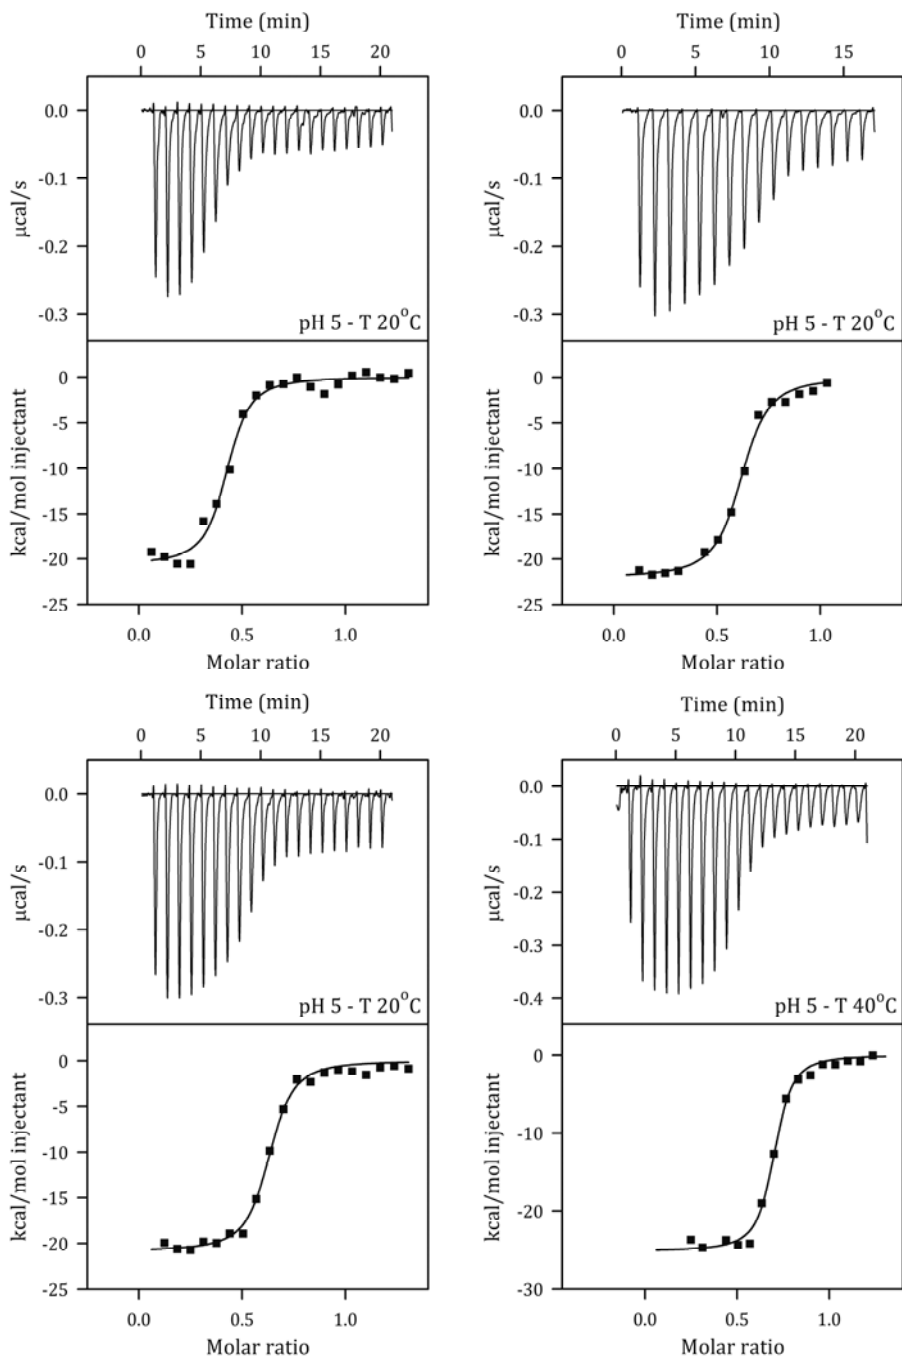 Time (min)
0 5 10 15 20
0.0
-0.1
-0.2
-0.3
μcal/s
pH 5 - T 20°C
0
-5
-10
-15
-20
-25
kcal/mol injectant
0.0 0.5 1.0
Molar ratio
Time (min)
0 5 10 15
0.0
-0.1
-0.2
-0.3
μcal/s
pH 5 - T 20°C
0
-5
-10
-15
-20
-25
kcal/mol injectant
0.0 0.5 1.0
Molar ratio
Time (min)
0 5 10 15 20
0.0
-0.1
-0.2
-0.3
μcal/s
pH 5 - T 20°C
0
-5
-10
-15
-20
-25
kcal/mol injectant
0.0 0.5 1.0
Molar ratio
Time (min)
0 5 10 15 20
0.0
-0.1
-0.2
-0.3
-0.4
μcal/s
pH 5 - T 40°C
0
-10
-20
-30
kcal/mol injectant
0.0 0.5 1.0
Molar ratio